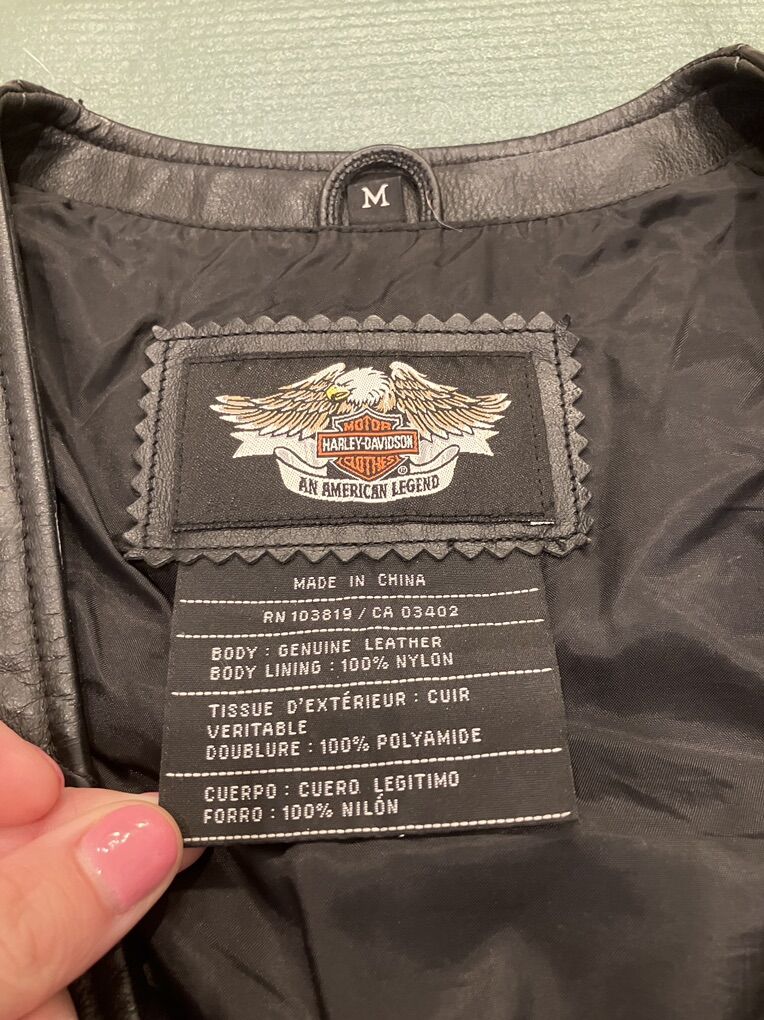 M
MOTOR
HARLEY-DAVIDSON
CLOTHES
®
AN AMERICAN LEGEND
MADE IN CHINA
RN 103819 / CA 03402
BODY : GENUINE LEATHER
BODY LINING : 100% NYLON
TISSUE D'EXTÉRIEUR : CUIR
VERITABLE
DOUBLURE : 100% POLYAMIDE
CUERPO : CUERO LEGITIMO
FORRO : 100% NILÓN